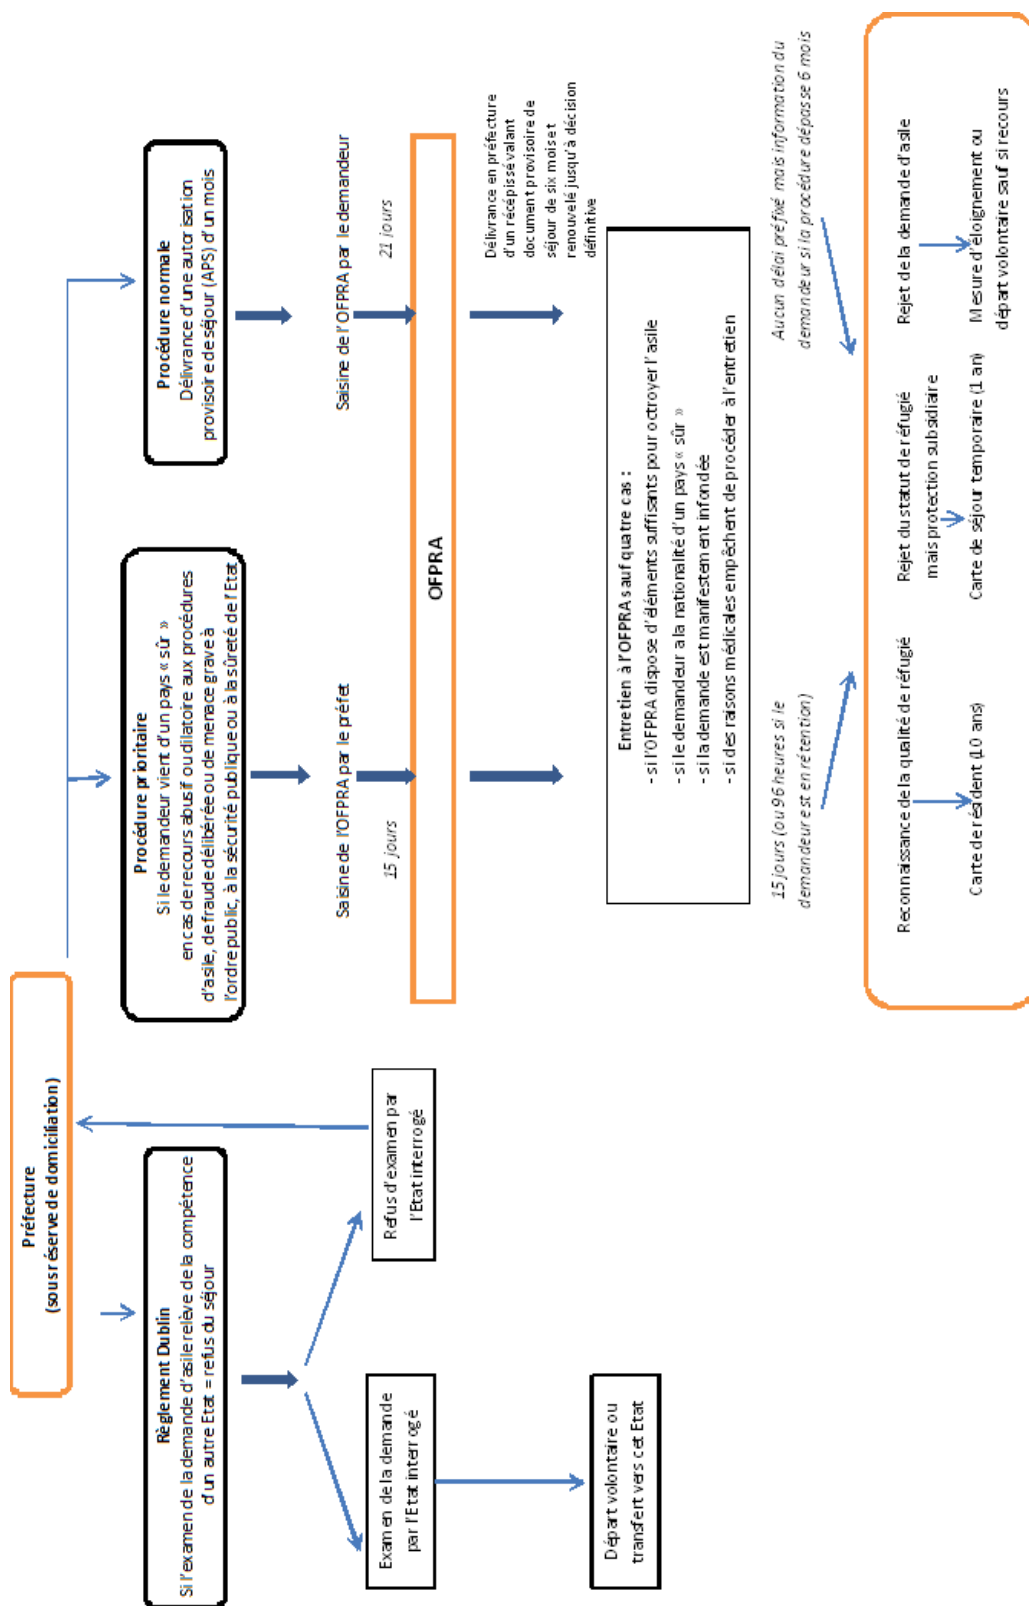 Préfecture
(sous réserve de domiciliation)
Règlement Dublin
Si l'examen de la demande d'asile relève de la compétence
d'un autre Etat = refus du séjour
Procédure prioritaire
Si le demandeur vient d'un pays « sûr »
en cas de recours abusif ou dilatoire aux procédures
d'asile, de fraude délibérée ou de menace grave à
l'ordre public, à la sécurité publique ou à la sûreté de l'Etat
Procédure normale
Délivrance d'une autorisation
provisoire de séjour (APS) d'un mois
Examen de la demande
par l'Etat interrogé
Refus d'examen par
l'Etat interrogé
Départ volontaire ou
transfert vers cet Etat
Saisine de l'OFPRA par le préfet
15 jours
Saisine de l'OFPRA par le demandeur
21 jours
OFPRA
Délivrance en préfecture
d'un récépissé valant
document provisoire de
séjour de six mois et
renouvelé jusqu'à décision
définitive
Entretien à l'OFPRA sauf quatre cas :
- si l'OFPRA dispose d'éléments suffisants pour octroyer l'asile
- si le demandeur a la nationalité d'un pays « sûr »
- si la demande est manifestement infondée
- si des raisons médicales empêchent de procéder à l'entretien
15 jours (ou 96 heures si le
demandeur est en rétention)
Aucun délai préfixé mais information du
demandeur si la procédure dépasse 6 mois
Reconnaissance de la qualité de réfugié
Carte de résident (10 ans)
Rejet du statut de réfugié
mais protection subsidiaire
Carte de séjour temporaire (1 an)
Rejet de la demande d'asile
Mesure d'éloignement ou
départ volontaire sauf si recours